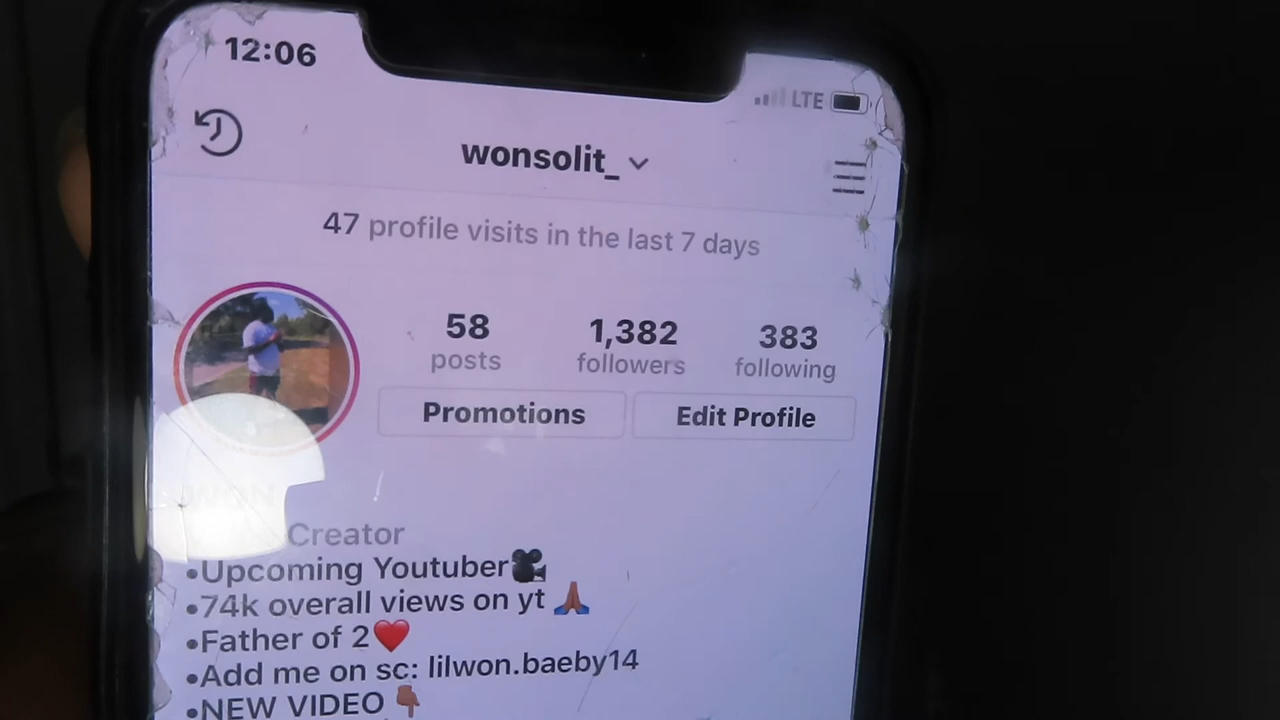 12:06
LTE
wonsolit_
47 profile visits in the last 7 days
58 1,382 383
posts followers following
Promotions Edit Profile
WON
Creator
•Upcoming Youtuber🎥
•74k overall views on yt 🙏🏽
•Father of 2❤️
•Add me on sc: lilwon.baeby14
•NEW VIDEO 👇🏽